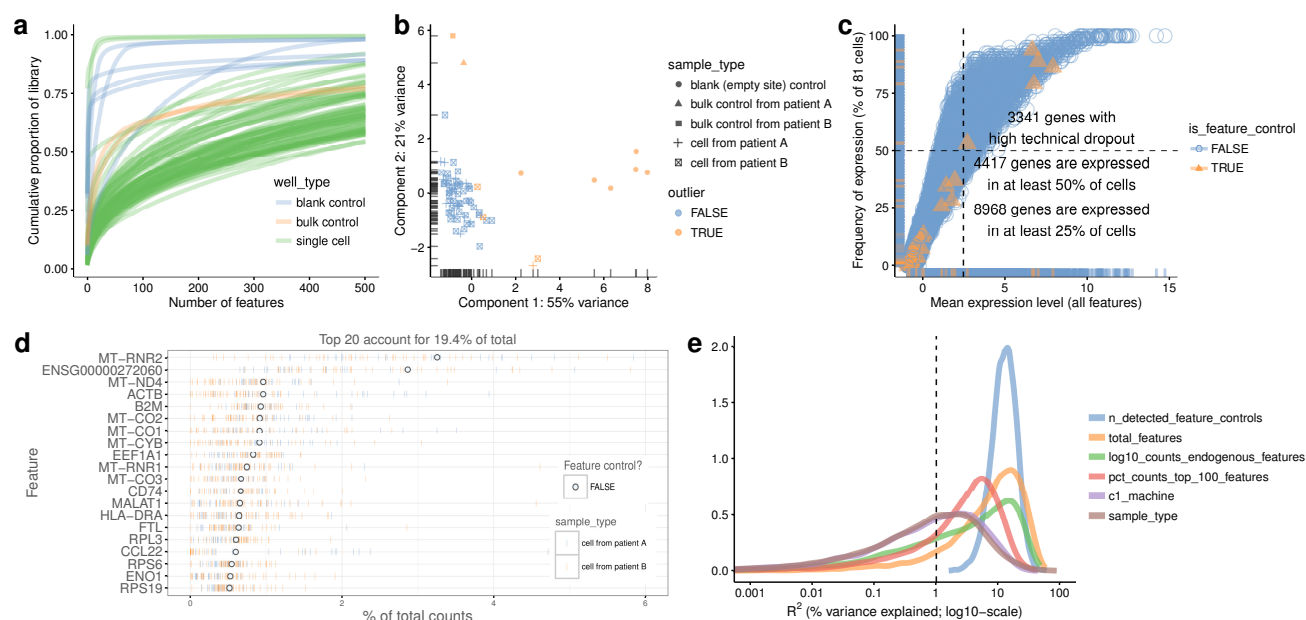 a
Cumulative proportion of library
1.00
0.75
0.50
0.25
0.00
0
100
200
300
400
500
Number of features
well_type
blank control
bulk control
single cell
b
Component 2: 21% variance
6
4
2
0
−2
0
2
4
6
8
Component 1: 55% variance
sample_type
blank (empty site) control
bulk control from patient A
bulk control from patient B
cell from patient A
cell from patient B
outlier
FALSE
TRUE
c
Frequency of expression (% of 81 cells)
100
75
50
25
0
3341 genes with
high technical dropout
4417 genes are expressed
in at least 50% of cells
8968 genes are expressed
in at least 25% of cells
0
5
10
15
Mean expression level (all features)
is_feature_control
FALSE
TRUE
d
Top 20 account for 19.4% of total
Feature
MT−RNR2
ENSG00000272060
MT−ND4
ACTB
B2M
MT−CO2
MT−CO1
MT−CYB
EEF1A1
MT−RNR1
MT−CO3
CD74
MALAT1
HLA−DRA
FTL
RPL3
CCL22
RPS6
ENO1
RPS19
0
2
4
6
% of total counts
Feature control?
FALSE
sample_type
cell from patient A
cell from patient B
e
2.0
1.5
1.0
0.5
0.0
0.001
0.01
0.1
1
10
100
R² (% variance explained; log10−scale)
n_detected_feature_controls
total_features
log10_counts_endogenous_features
pct_counts_top_100_features
c1_machine
sample_type